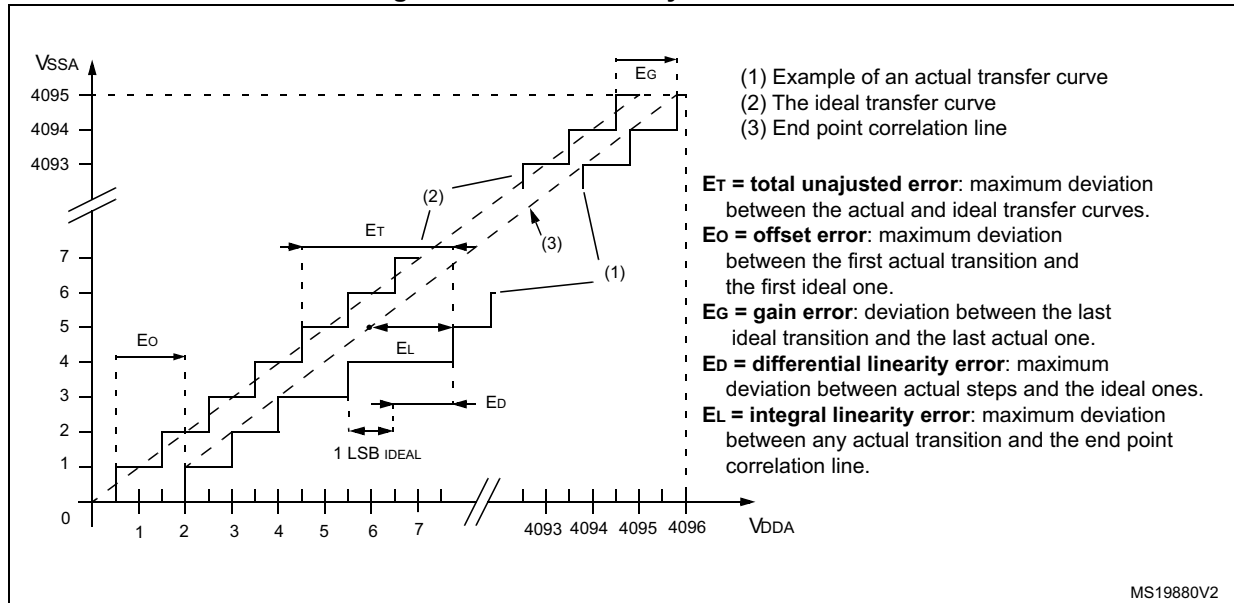 VSSA
4095
4094
4093
7
6
5
4
3
2
1
0
1 2 3 4 5 6 7 4093 4094 4095 4096
VDDA
EG
(2)
ET
(3)
(1)
EO
EL
ED
1 LSB IDEAL
(1) Example of an actual transfer curve
(2) The ideal transfer curve
(3) End point correlation line
ET = total unajusted error: maximum deviation
between the actual and ideal transfer curves.
EO = offset error: maximum deviation
between the first actual transition and
the first ideal one.
EG = gain error: deviation between the last
ideal transition and the last actual one.
ED = differential linearity error: maximum
deviation between actual steps and the ideal ones.
EL = integral linearity error: maximum deviation
between any actual transition and the end point
correlation line.
MS19880V2